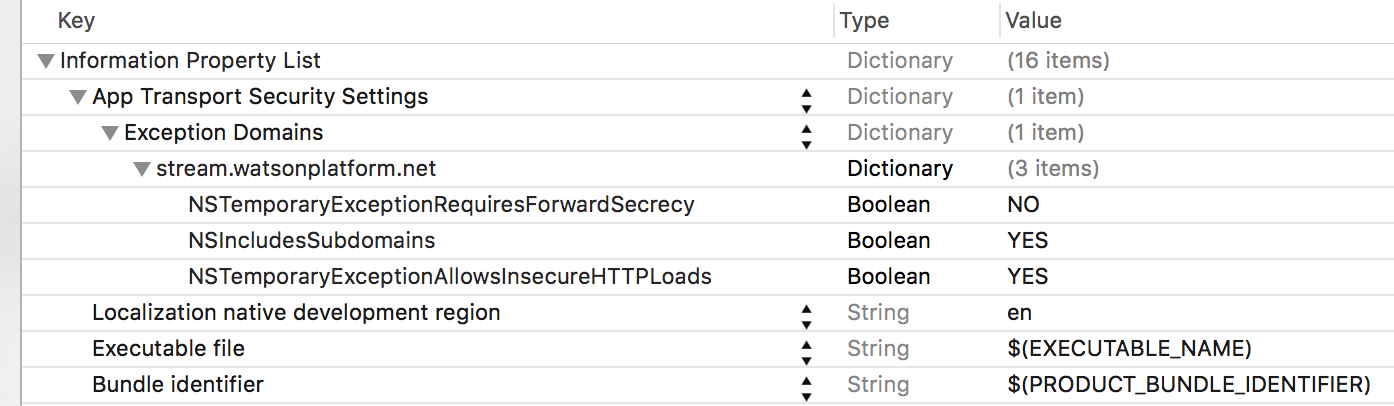 Key Type Value
Information Property List Dictionary (16 items)
App Transport Security Settings Dictionary (1 item)
Exception Domains Dictionary (1 item)
stream.watsonplatform.net Dictionary (3 items)
NSTemporaryExceptionRequiresForwardSecrecy Boolean NO
NSIncludesSubdomains Boolean YES
NSTemporaryExceptionAllowsInsecureHTTPLoads Boolean YES
Localization native development region String en
Executable file String $(EXECUTABLE_NAME)
Bundle identifier String $(PRODUCT_BUNDLE_IDENTIFIER)